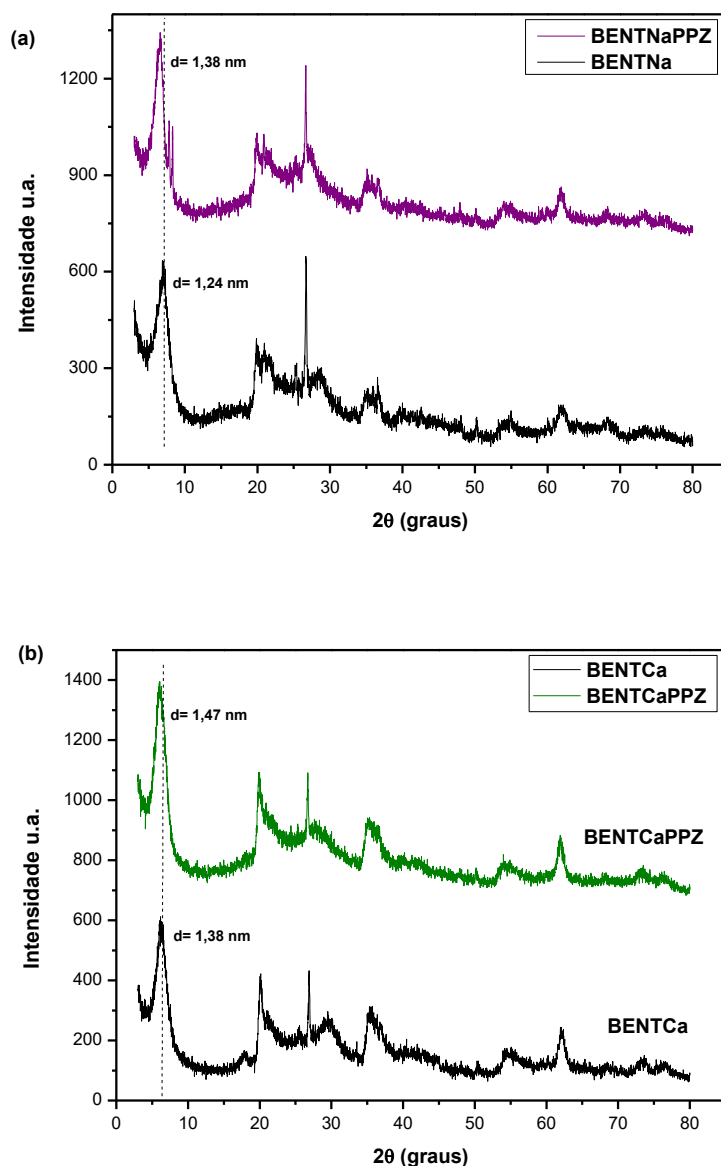 (a)
BENTNaPPZ
BENTNa
d= 1,38 nm
d= 1,24 nm
Intensidade u.a.
1200
900
600
300
0
0 10 20 30 40 50 60 70 80
2θ (graus)
(b)
BENTCa
BENTCaPPZ
d= 1,47 nm
BENTCaPPZ
d= 1,38 nm
BENTCa
Intensidade u.a.
1400
1200
1000
800
600
400
200
0
0 10 20 30 40 50 60 70 80
2θ (graus)